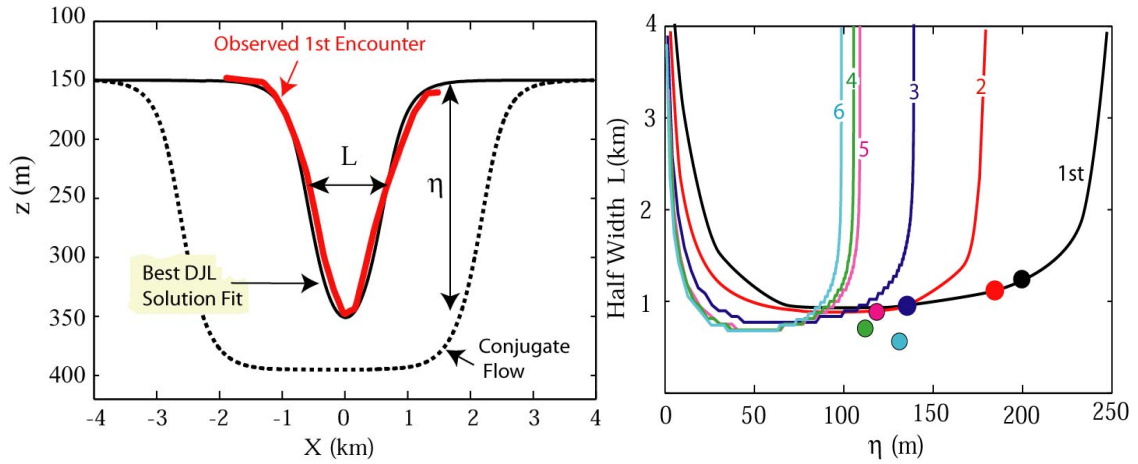 100
150
200
250
300
350
400
z (m)
-4
-3
-2
-1
0
1
2
3
4
X (km)
Observed 1st Encounter
L
η
Best DJL
Solution Fit
Conjugate
Flow
4
3
2
1
0
Half Width L(km)
0
50
100
150
200
250
η (m)
6
4
5
3
2
1st